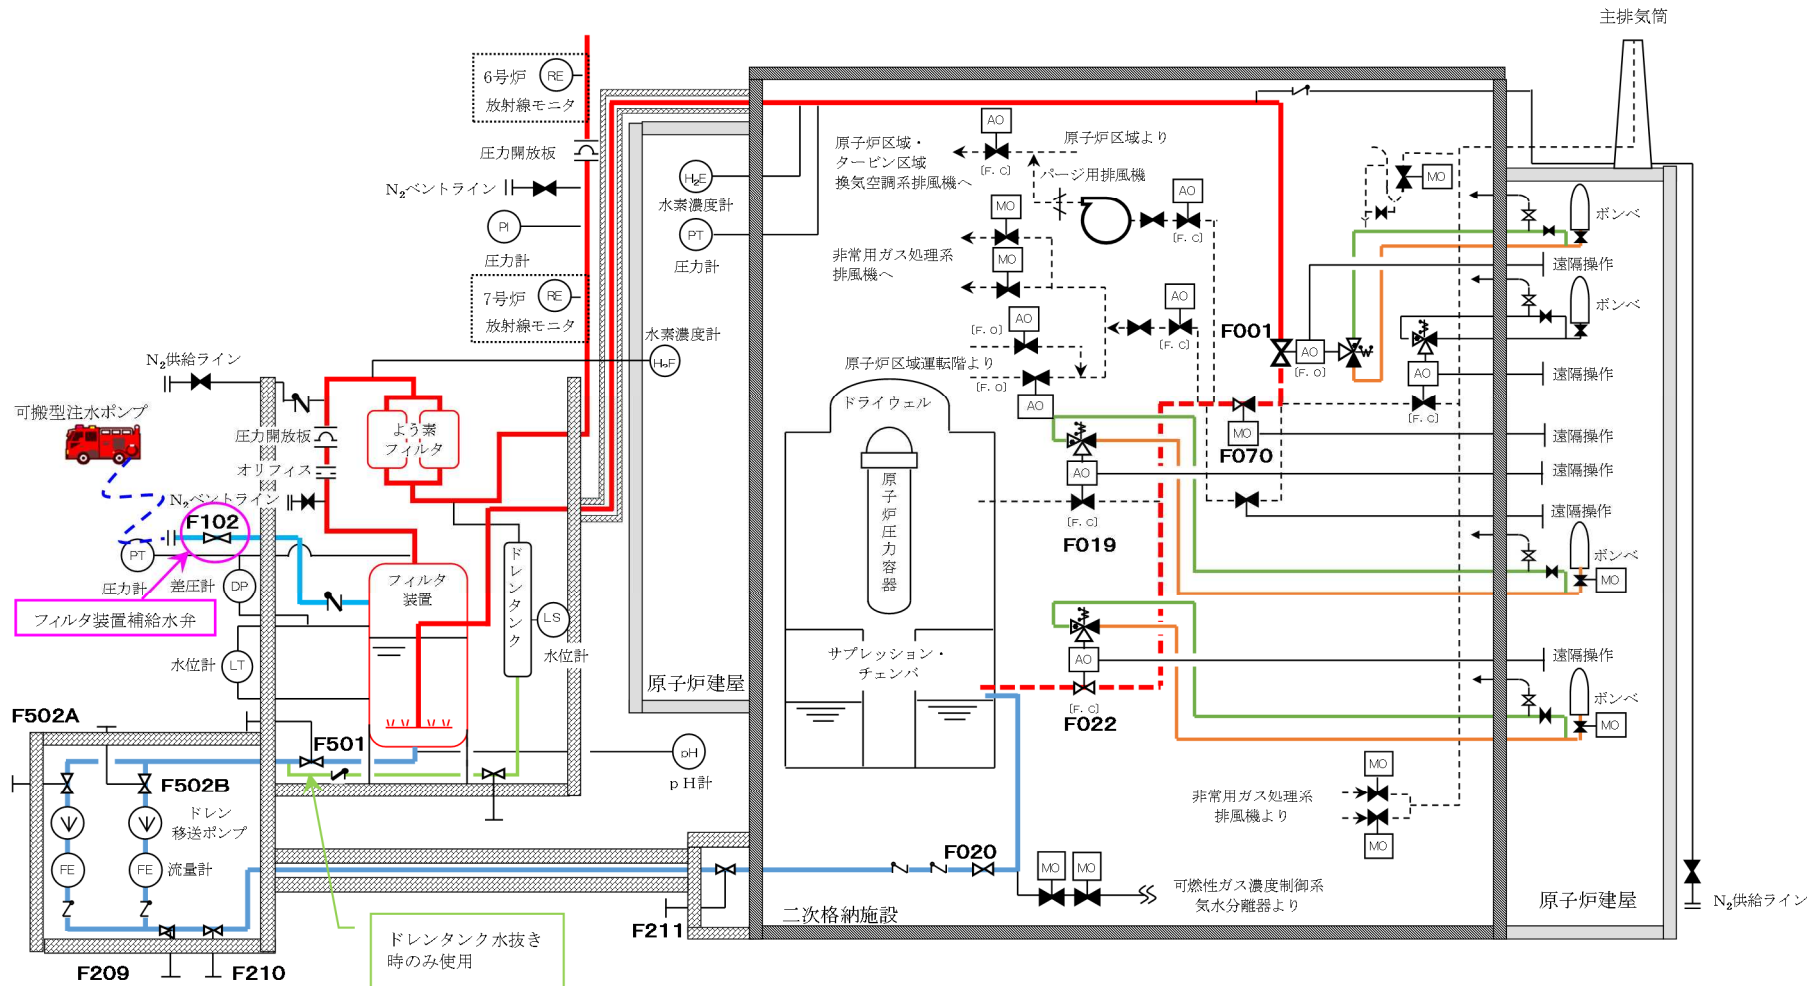 主排気筒
6号炉
RE
放射線モニタ
圧力開放板
N₂ベントライン
PI
圧力計
7号炉
RE
放射線モニタ
H₂E
水素濃度計
PT
圧力計
水素濃度計
H₂F
原子炉区域・
タービン区域
換気空調系排風機へ
AO
[F. C]
原子炉区域より
パージ用排風機
AO
[F. C]
MO
MO
非常用ガス処理系
排風機へ
AO
[F. C]
[F. O]
AO
原子炉区域運転階より
[F. O]
AO
MO
ボンベ
遠隔操作
ボンベ
F001
AO
[F. O]
AO
[F. C]
遠隔操作
MO
F070
遠隔操作
遠隔操作
遠隔操作
AO
[F. C]
F019
ボンベ
MO
AO
[F. C]
F022
遠隔操作
ボンベ
MO
ドライウェル
原子炉圧力容器
サプレッション・
チェンバ
N₂供給ライン
可搬型注水ポンプ
圧力開放板
オリフィス
よう素
フィルタ
N₂ベントライン
F102
PT
圧力計
差圧計
DP
フィルタ装置補給水弁
水位計
LT
フィルタ
装置
ドレンタンク
LS
水位計
原子炉建屋
F502A
F501
F502B
pH
pH計
ドレン
移送ポンプ
FE
FE
流量計
F209
F210
ドレンタンク水抜き
時のみ使用
F211
二次格納施設
F020
MO
MO
可燃性ガス濃度制御系
気水分離器より
MO
非常用ガス処理系
排風機より
MO
原子炉建屋
N₂供給ライン